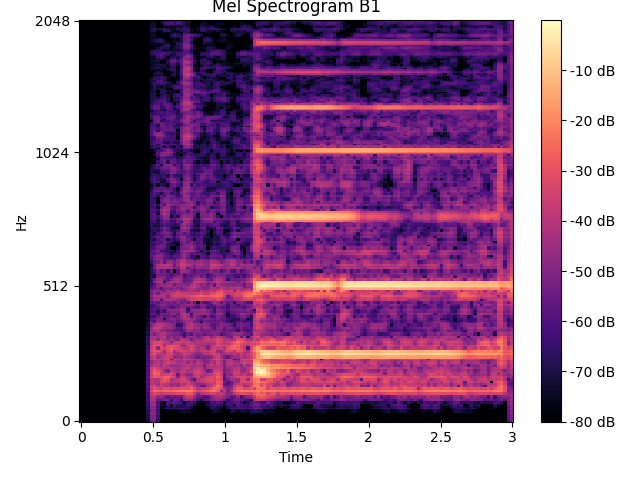 Mel Spectrogram B1
2048
1024
512
0
Hz
0
0.5
1
1.5
2
2.5
3
Time
-10 dB
-20 dB
-30 dB
-40 dB
-50 dB
-60 dB
-70 dB
-80 dB